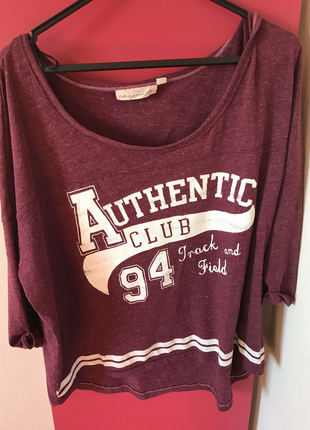 AUTHENTIC
CLUB
94 Track and
Field